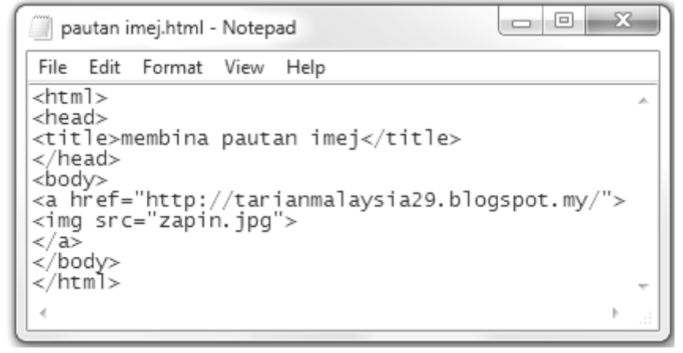 pautan imej.html - Notepad
File Edit Format View Help
<html>
<head>
<title>membina pautan imej</title>
</head>
<body>
<a href="http://tarianmalaysia29.blogspot.my/">
<img src="zapin.jpg">
</a>
</body>
</html>